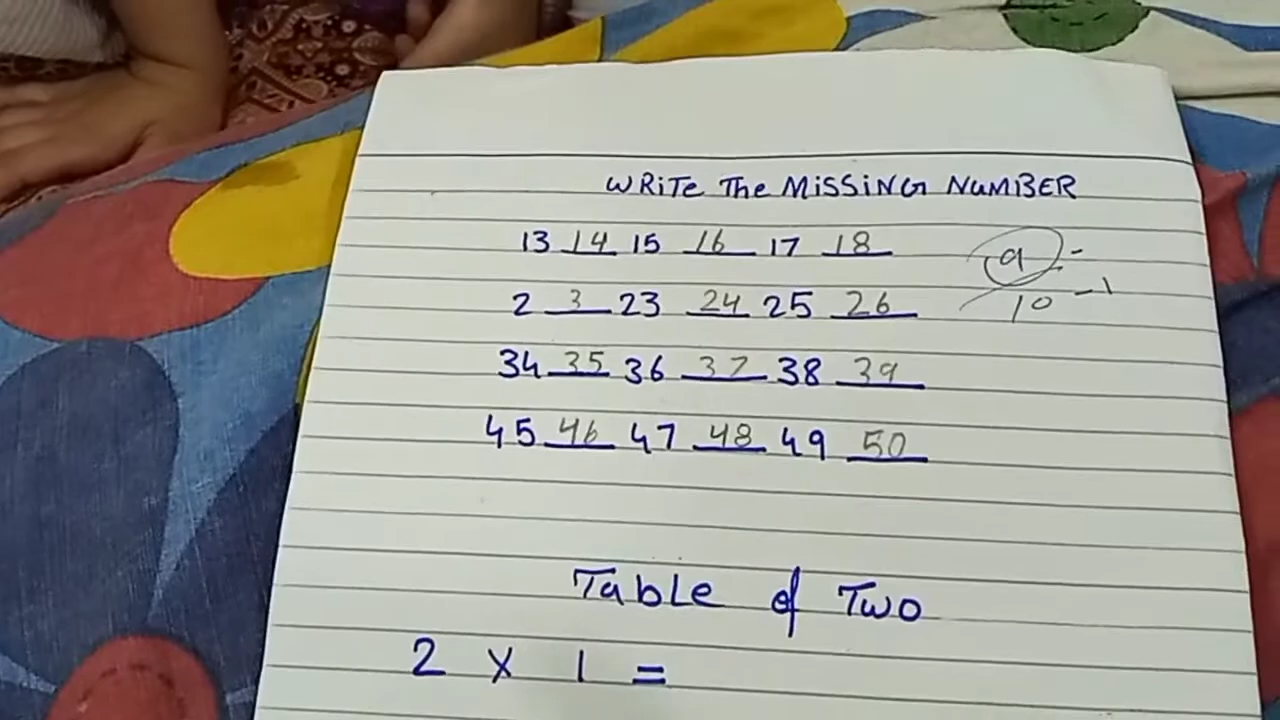 WRITE THE MISSING NUMBER
13 14 15 16 17 18
9
2 3 23 24 25 26
10 -1
34 35 36 37 38 39
45 46 47 48 49 50
Table of Two
2 X 1 =